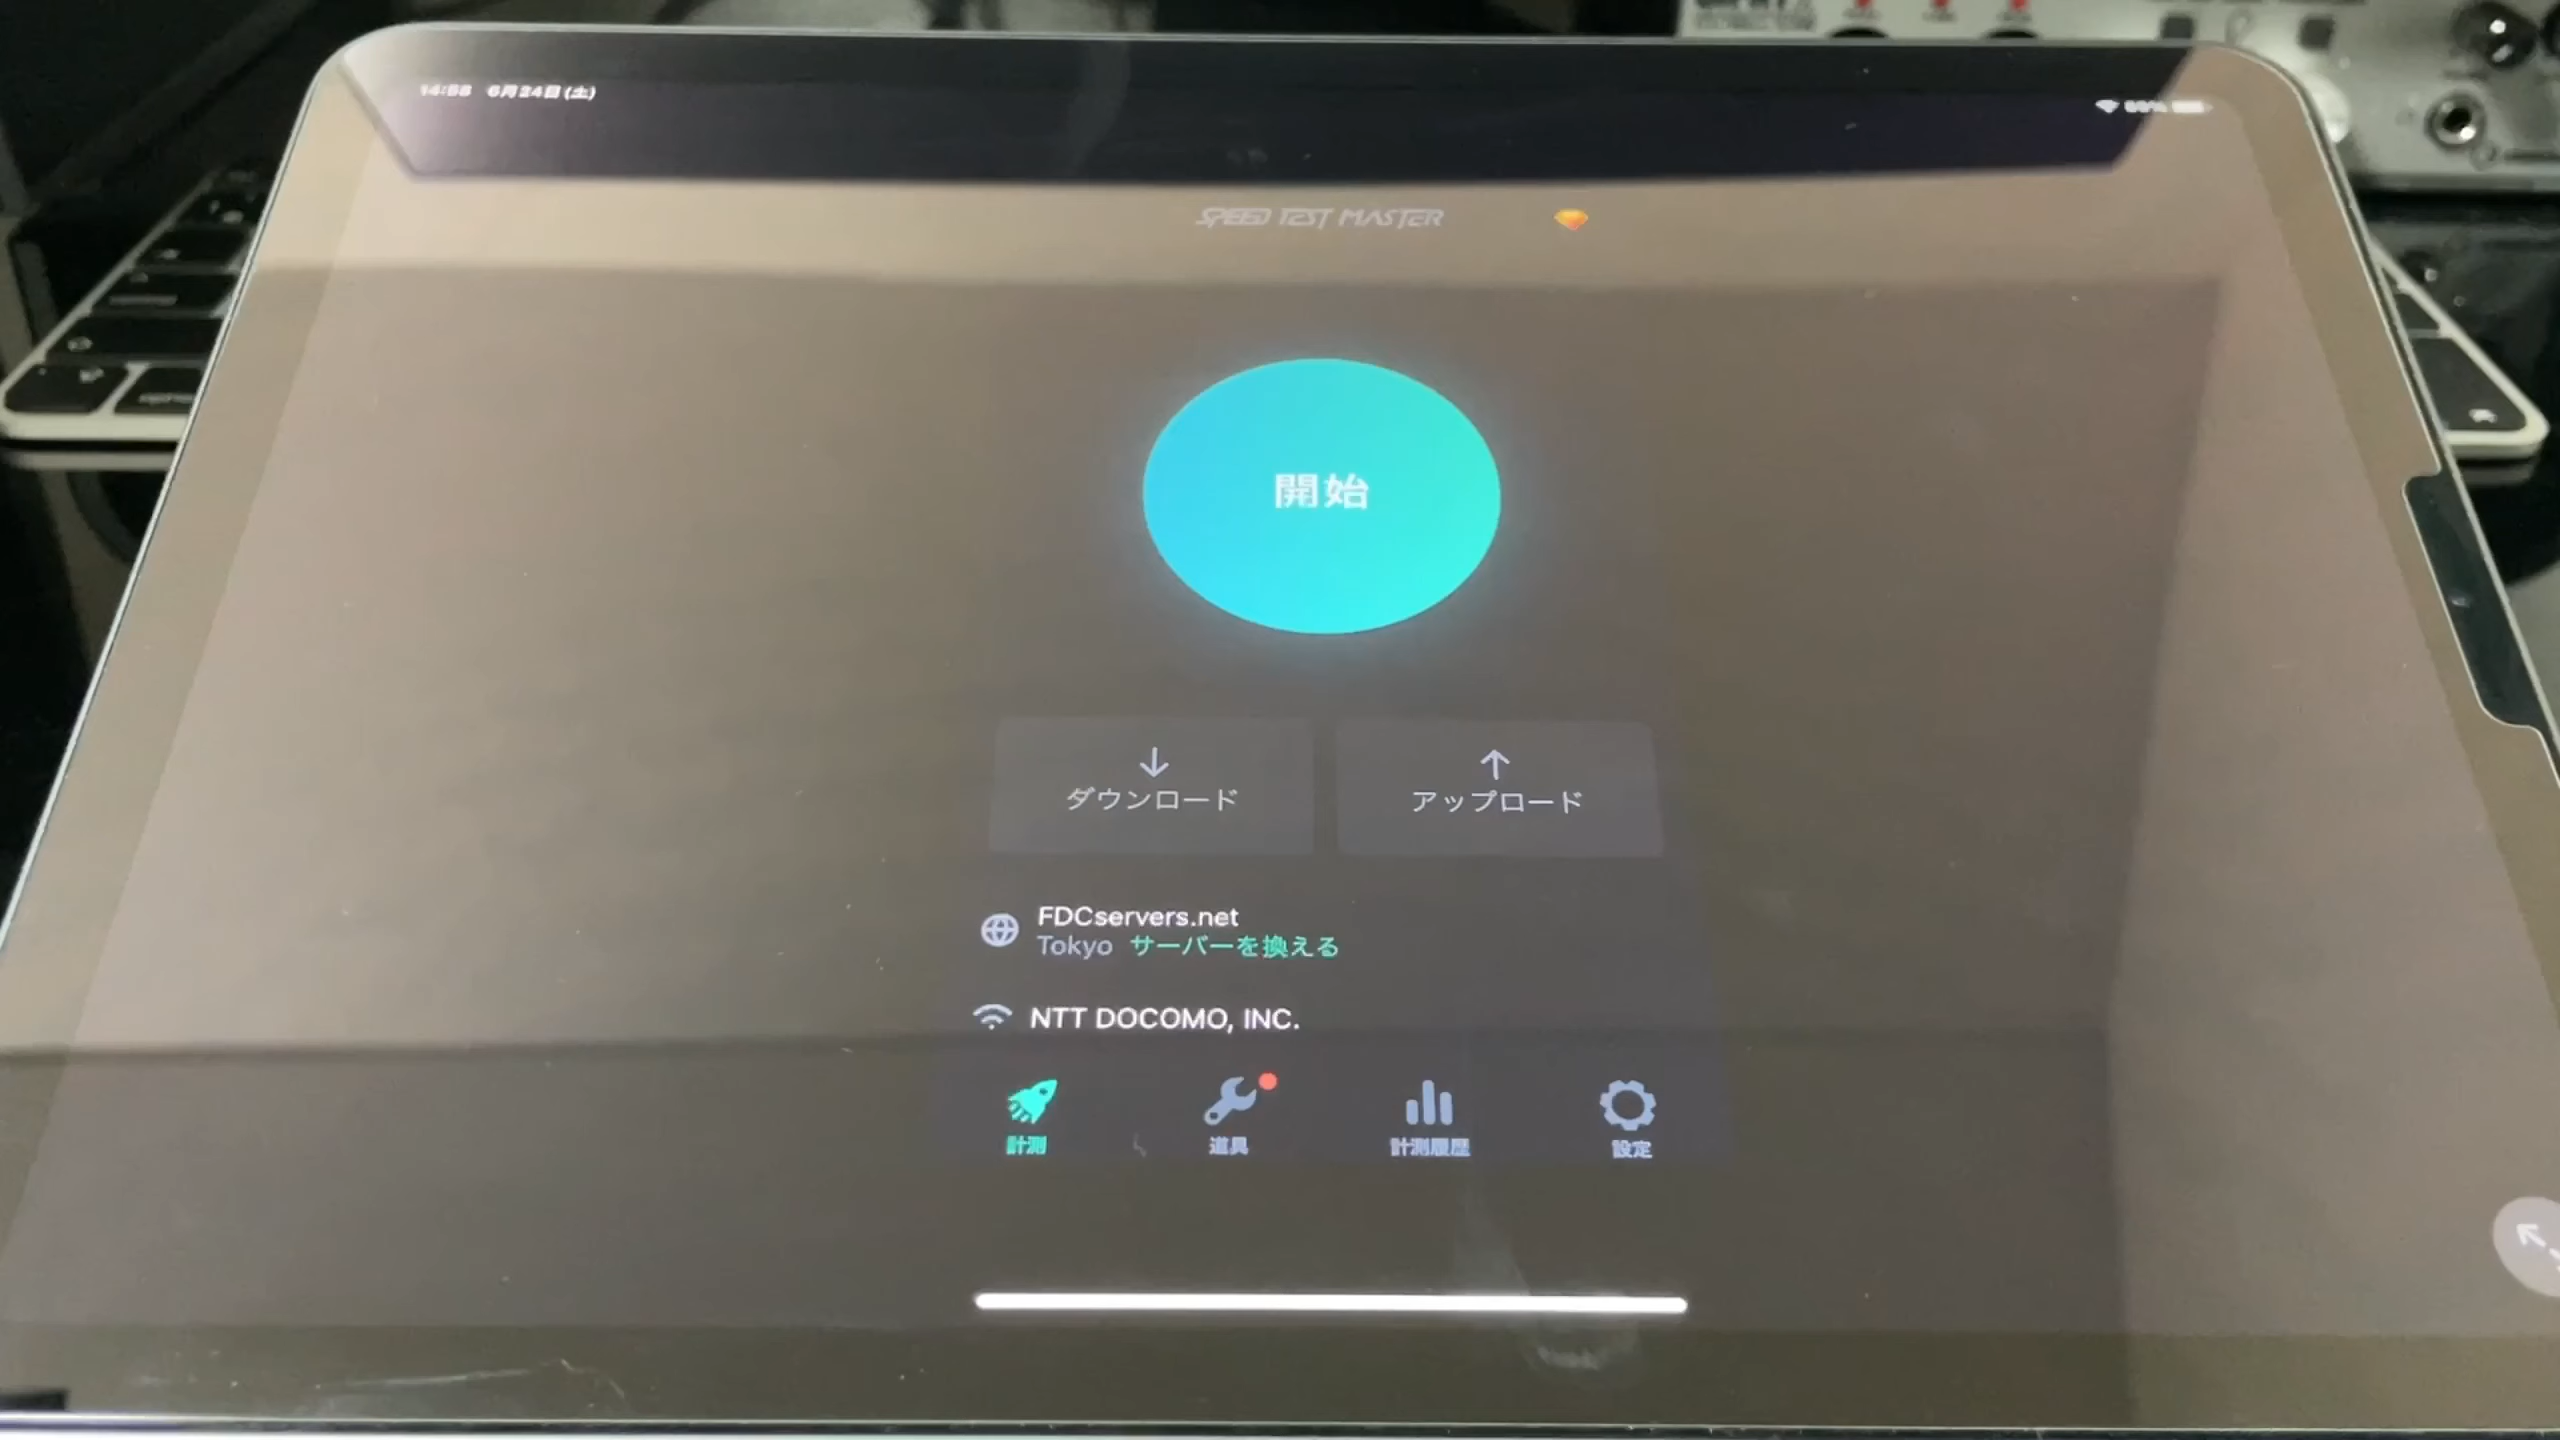 14:58 6月24日(土)
SPEED TEST MASTER
開始
ダウンロード
アップロード
FDCservers.net
Tokyo サーバーを換える
NTT DOCOMO, INC.
計測
道具
計測履歴
設定